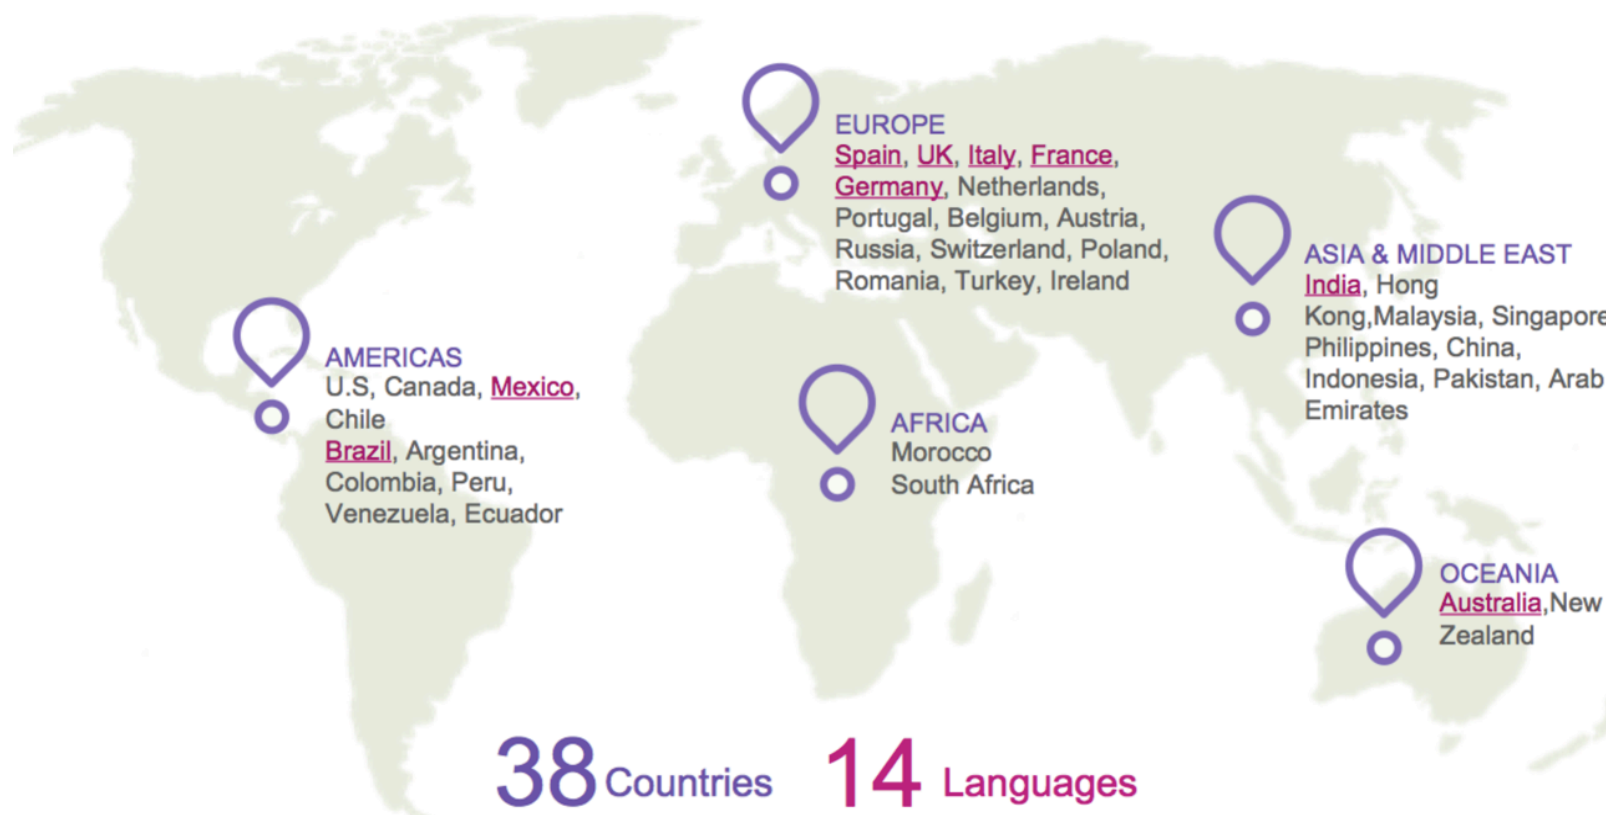 EUROPE
Spain, UK, Italy, France,
Germany, Netherlands,
Portugal, Belgium, Austria,
Russia, Switzerland, Poland,
Romania, Turkey, Ireland
ASIA & MIDDLE EAST
India, Hong
Kong,Malaysia, Singapore
Philippines, China,
Indonesia, Pakistan, Arab
Emirates
AMERICAS
U.S, Canada, Mexico,
Chile
Brazil, Argentina,
Colombia, Peru,
Venezuela, Ecuador
AFRICA
Morocco
South Africa
OCEANIA
Australia,New
Zealand
38 Countries 14 Languages